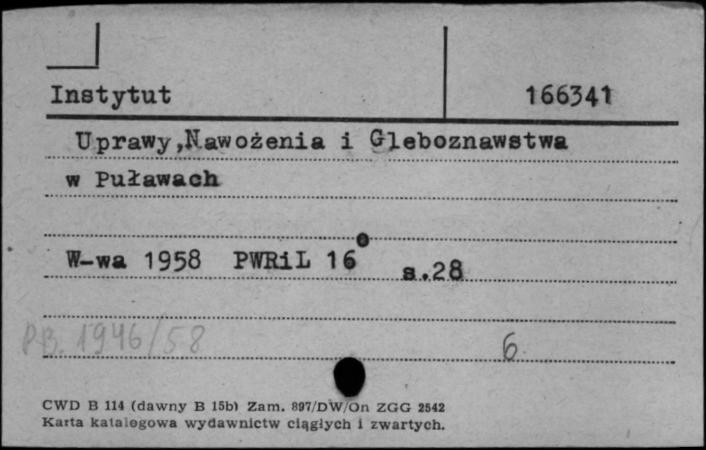 Instytut 166341
Uprawy,Nawożenia i Gleboznawstwa
w Puławach
W-wa 1958 PWRiL 16° s.28
P.B. 1946/58 6
CWD B 114 (dawny B 15b) Zam. 897/DW/On ZGG 2542
Karta katalogowa wydawnictw ciągłych i zwartych.